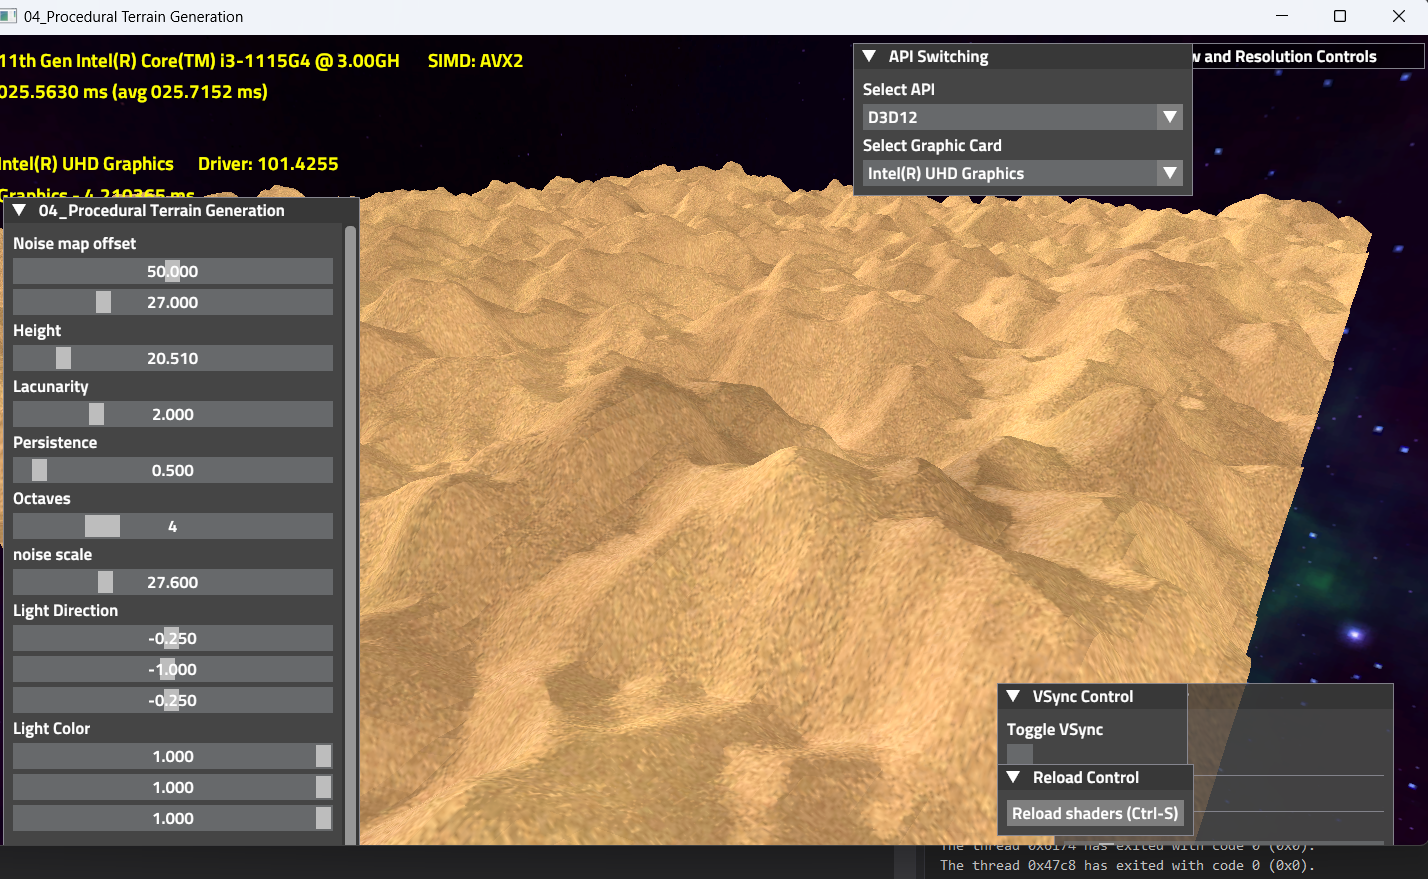 04_Procedural Terrain Generation
11th Gen Intel(R) Core(TM) i3-1115G4 @ 3.00GH SIMD: AVX2
025.5630 ms (avg 025.7152 ms)
Intel(R) UHD Graphics Driver: 101.4255
Graphics - 4.210365 ms
04_Procedural Terrain Generation
Noise map offset
50.000
27.000
Height
20.510
Lacunarity
2.000
Persistence
0.500
Octaves
4
noise scale
27.600
Light Direction
-0.250
-1.000
-0.250
Light Color
1.000
1.000
1.000
API Switching
w and Resolution Controls
Select API
D3D12
Select Graphic Card
Intel(R) UHD Graphics
VSync Control
Toggle VSync
Reload Control
Reload shaders (Ctrl-S)
The thread 0x6174 has exited with code 0 (0x0).
The thread 0x47c8 has exited with code 0 (0x0).